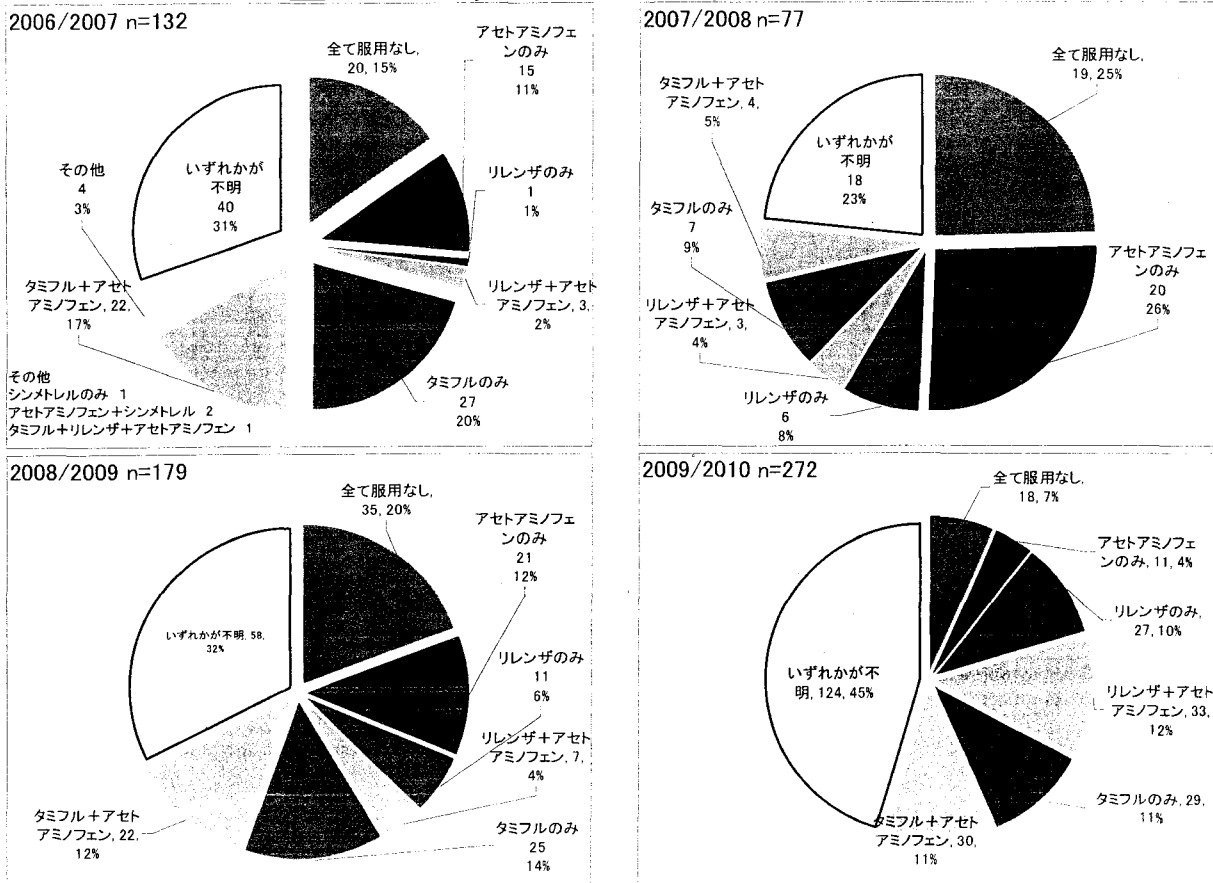 2006/2007 n=132
全て服用なし,
20, 15%
アセトアミノフェ
ンのみ
15
11%
リレンザのみ
1
1%
リレンザ+アセト
アミノフェン, 3,
2%
タミフルのみ
27
20%
タミフル+アセト
アミノフェン, 22,
17%
その他
4
3%
いずれかが
不明
40
31%
その他
シンメトレルのみ 1
アセトアミノフェン+シンメトレル 2
タミフル+リレンザ+アセトアミノフェン 1
2007/2008 n=77
全て服用なし,
19, 25%
アセトアミノフェ
ンのみ
20
26%
リレンザのみ
6
8%
リレンザ+アセト
アミノフェン, 3,
4%
タミフルのみ
7
9%
タミフル+アセト
アミノフェン, 4,
5%
いずれかが
不明
18
23%
2008/2009 n=179
全て服用なし,
35, 20%
アセトアミノフェ
ンのみ
21
12%
リレンザのみ
11
6%
リレンザ+アセト
アミノフェン, 7,
4%
タミフルのみ
25
14%
タミフル+アセト
アミノフェン, 22,
12%
いずれかが不明, 58,
32%
2009/2010 n=272
全て服用なし,
18, 7%
アセトアミノフェ
ンのみ, 11, 4%
リレンザのみ,
27, 10%
リレンザ+アセト
アミノフェン, 33,
12%
タミフルのみ, 29,
11%
タミフル+アセト
アミノフェン, 30,
11%
いずれかが不
明, 124, 45%